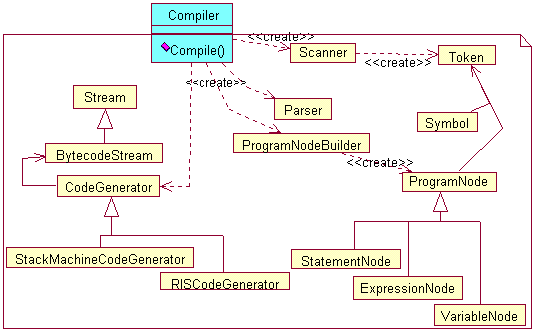 Compiler
Compile()
<<create>>
Scanner
<<create>>
Token
<<create>>
Stream
Parser
Symbol
BytecodeStream
ProgramNodeBuilder
<<create>>
CodeGenerator
ProgramNode
StackMachineCodeGenerator
StatementNode
RISCodeGenerator
ExpressionNode
VariableNode